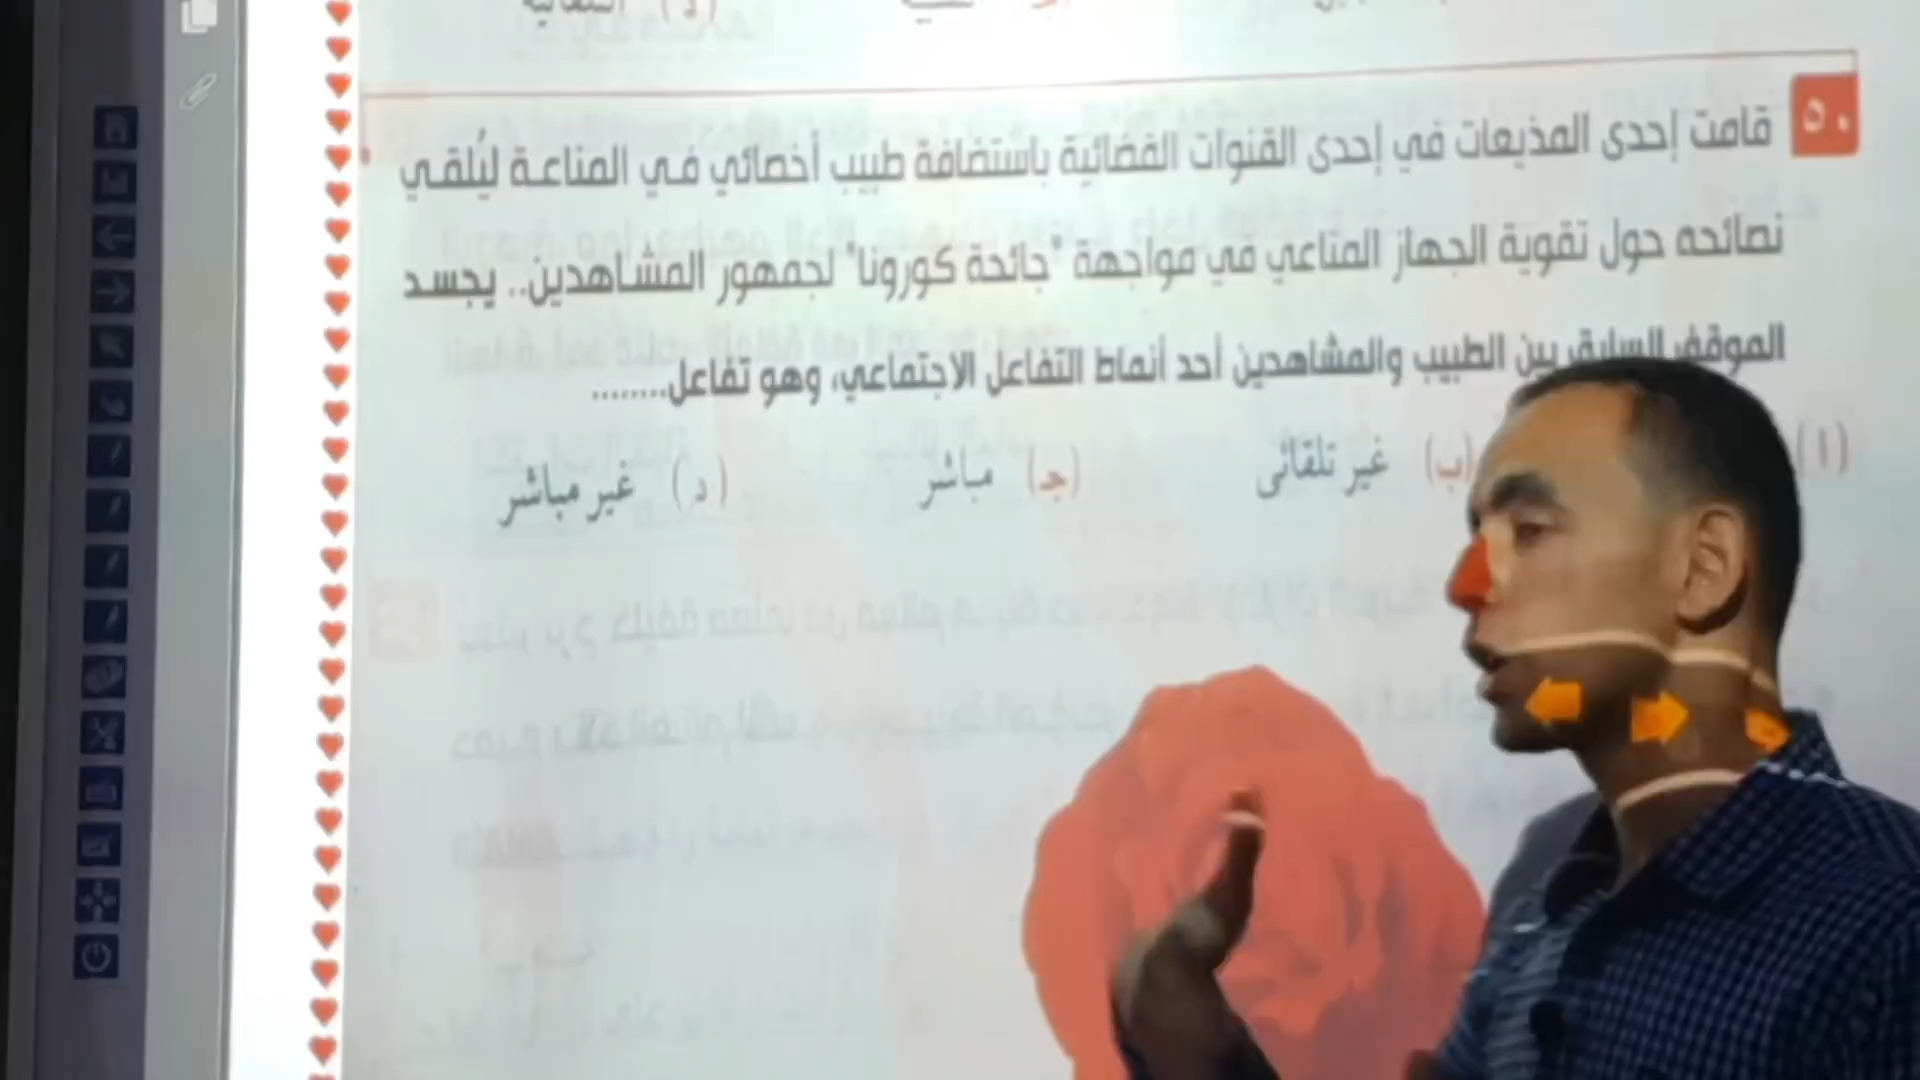 ٥٠ قامت إحدى المذيعات في إحدى القنوات الفضائية باستضافة طبيب أخصائي في المناعة ليُلقي
نصائحه حول تقوية الجهاز المناعي في مواجهة "جائحة كورونا" لجمهور المشاهدين.. يجسد
الموقف السابق بين الطبيب والمشاهدين أحد أنماط التفاعل الاجتماعي، وهو تفاعل........
(ا) (ب) غير تلقائى (جـ) مباشر (د) غير مباشر